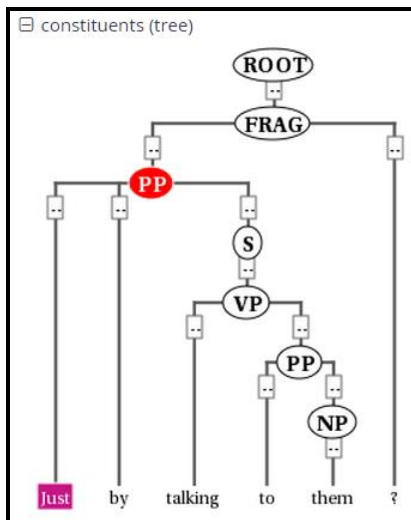 constituents (tree)
ROOT
--
FRAG
-- --
PP
-- -- --
S
--
VP
-- --
PP
-- --
NP
--
Just by talking to them ?